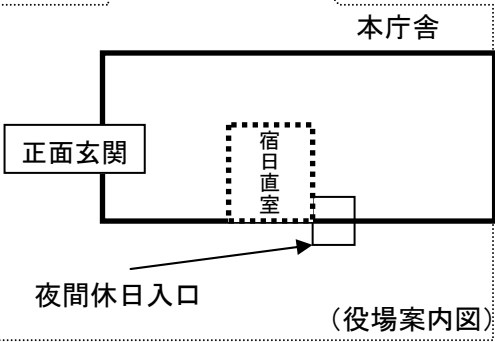 本庁舎
正面玄関
宿日直室
夜間休日入口
(役場案内図)